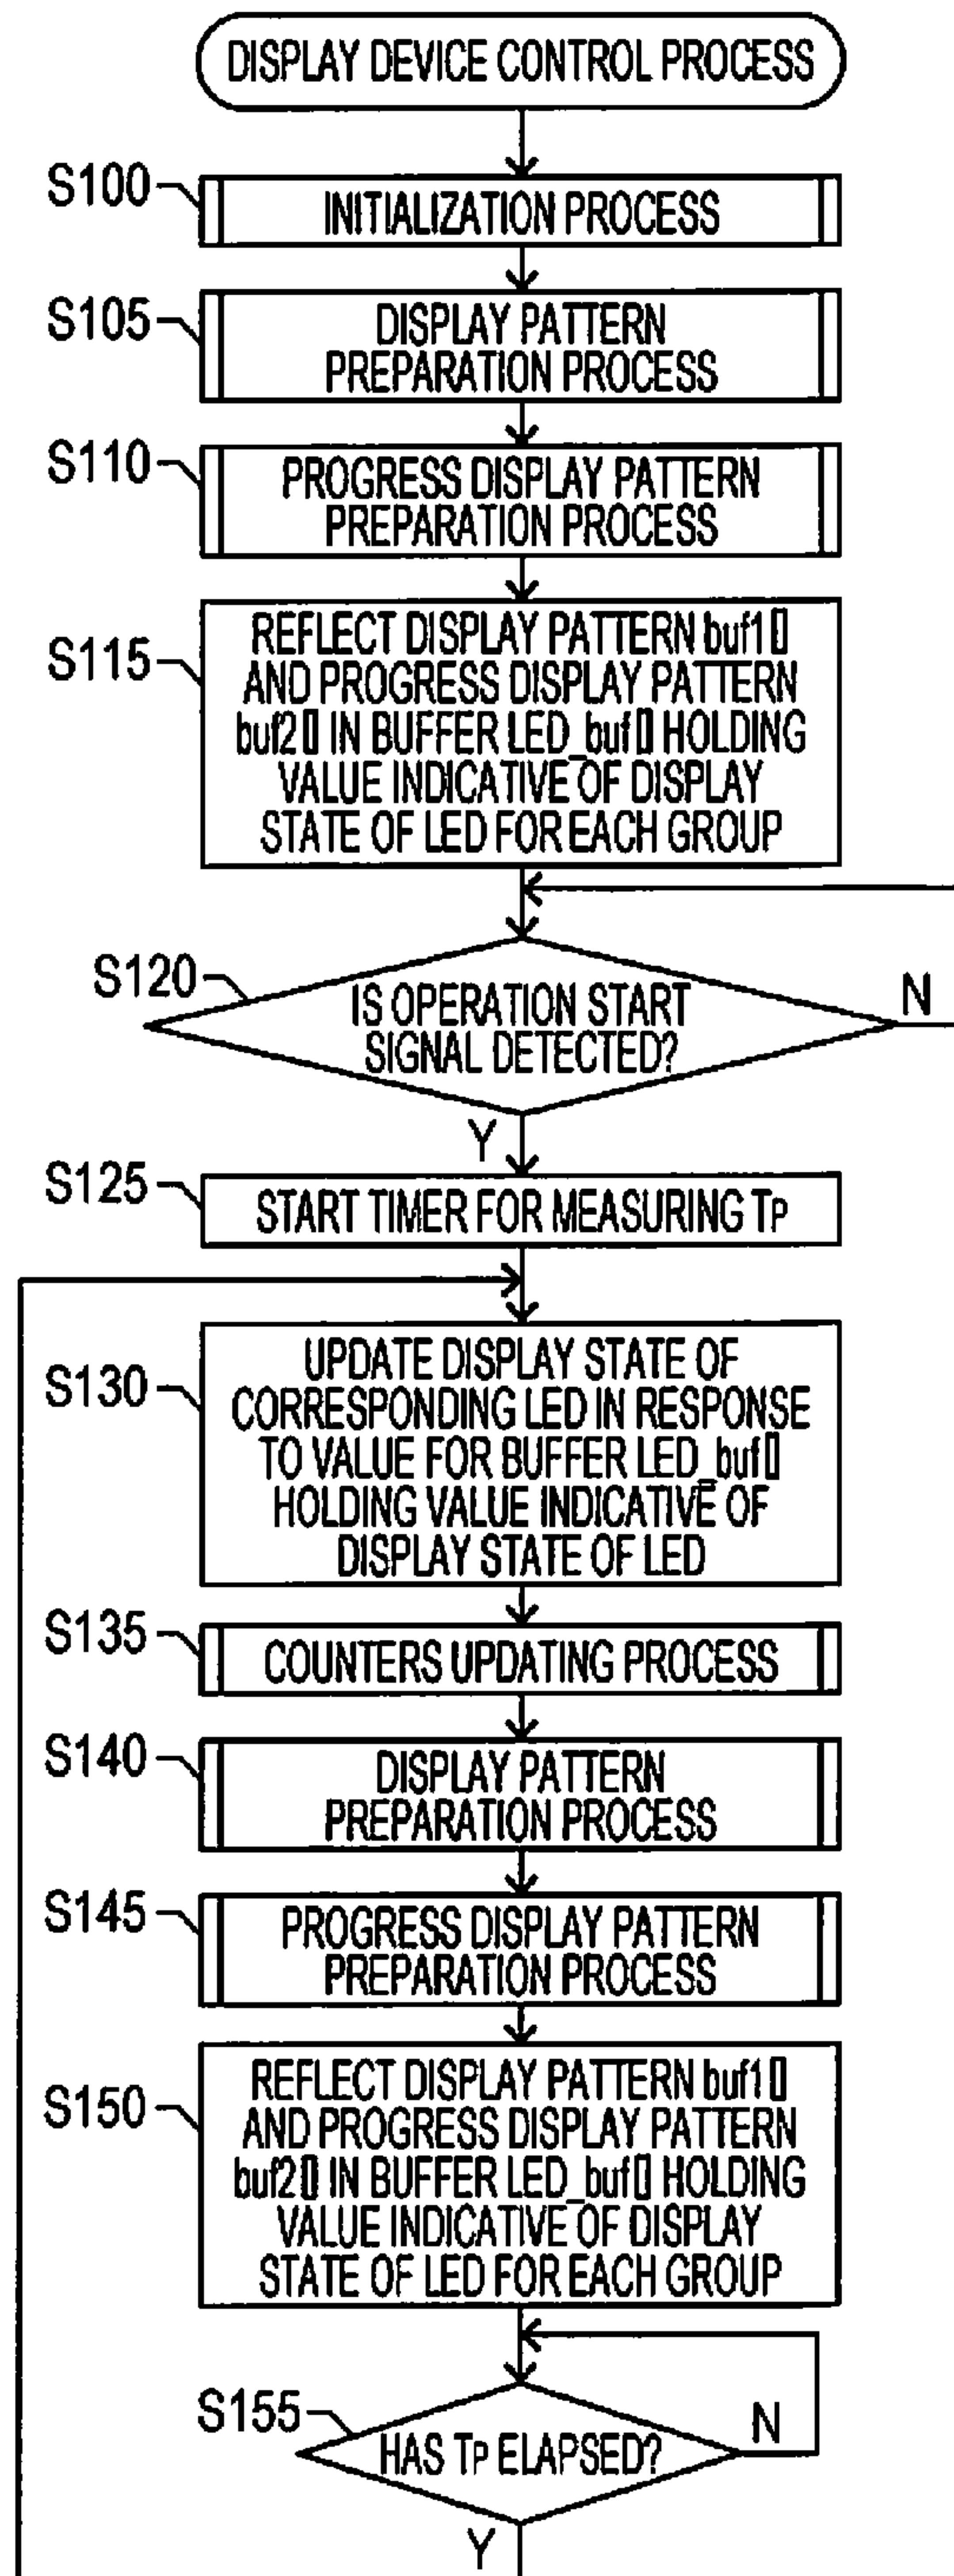 DISPLAY DEVICE CONTROL PROCESS
S100
INITIALIZATION PROCESS
S105
DISPLAY PATTERN
PREPARATION PROCESS
S110
PROGRESS DISPLAY PATTERN
PREPARATION PROCESS
S115
REFLECT DISPLAY PATTERN buf1[]
AND PROGRESS DISPLAY PATTERN
buf2[] IN BUFFER LED_buf[] HOLDING
VALUE INDICATIVE OF DISPLAY
STATE OF LED FOR EACH GROUP
S120
IS OPERATION START
SIGNAL DETECTED?
N
Y
S125
START TIMER FOR MEASURING TP
S130
UPDATE DISPLAY STATE OF
CORRESPONDING LED IN RESPONSE
TO VALUE FOR BUFFER LED_buf[]
HOLDING VALUE INDICATIVE OF
DISPLAY STATE OF LED
S135
COUNTERS UPDATING PROCESS
S140
DISPLAY PATTERN
PREPARATION PROCESS
S145
PROGRESS DISPLAY PATTERN
PREPARATION PROCESS
S150
REFLECT DISPLAY PATTERN buf1[]
AND PROGRESS DISPLAY PATTERN
buf2[] IN BUFFER LED_buf[] HOLDING
VALUE INDICATIVE OF DISPLAY
STATE OF LED FOR EACH GROUP
S155
HAS TP ELAPSED?
N
Y